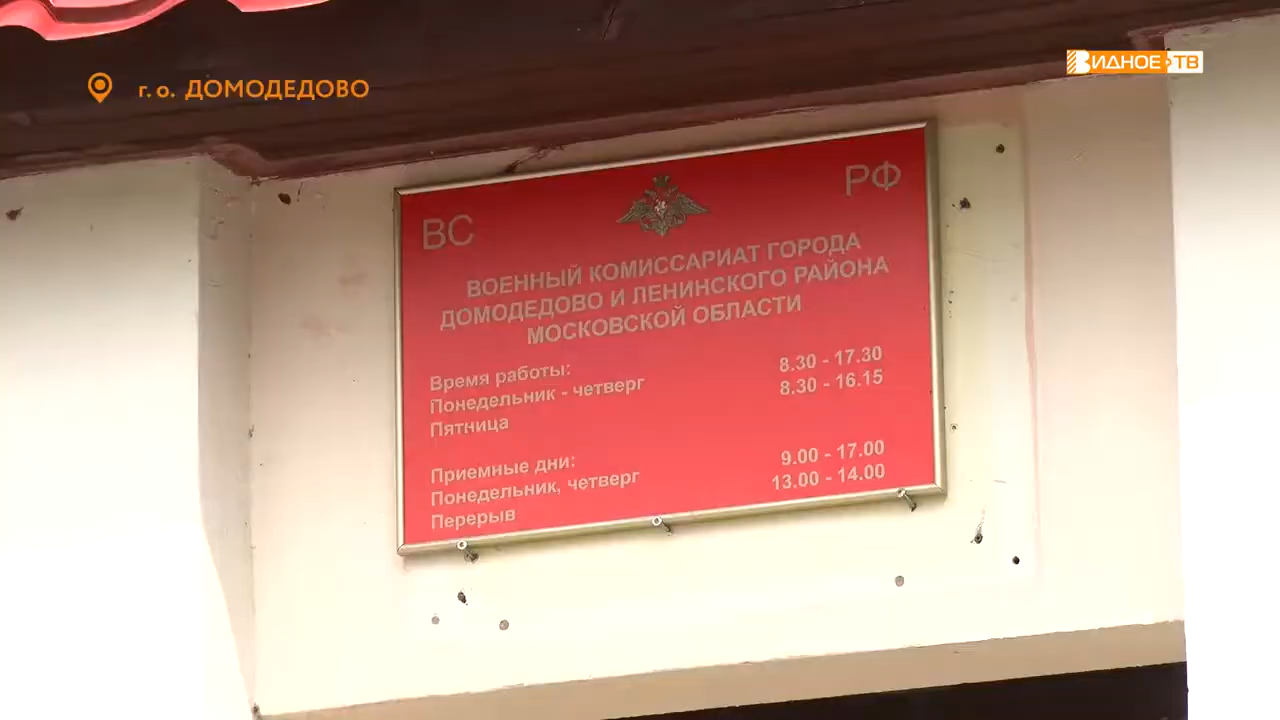 г. о. ДОМОДЕДОВО
ВИДНОЕ ТВ
ВС
РФ
ВОЕННЫЙ КОМИССАРИАТ ГОРОДА
ДОМОДЕДОВО И ЛЕНИНСКОГО РАЙОНА
МОСКОВСКОЙ ОБЛАСТИ
Время работы:
Понедельник - четверг 8.30 - 17.30
Пятница 8.30 - 16.15
Приемные дни:
Понедельник, четверг 9.00 - 17.00
Перерыв 13.00 - 14.00